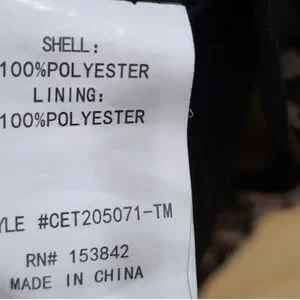 SHELL:
100%POLYESTER
LINING:
100%POLYESTER
YLE #CET205071-TM
RN# 153842
MADE IN CHINA